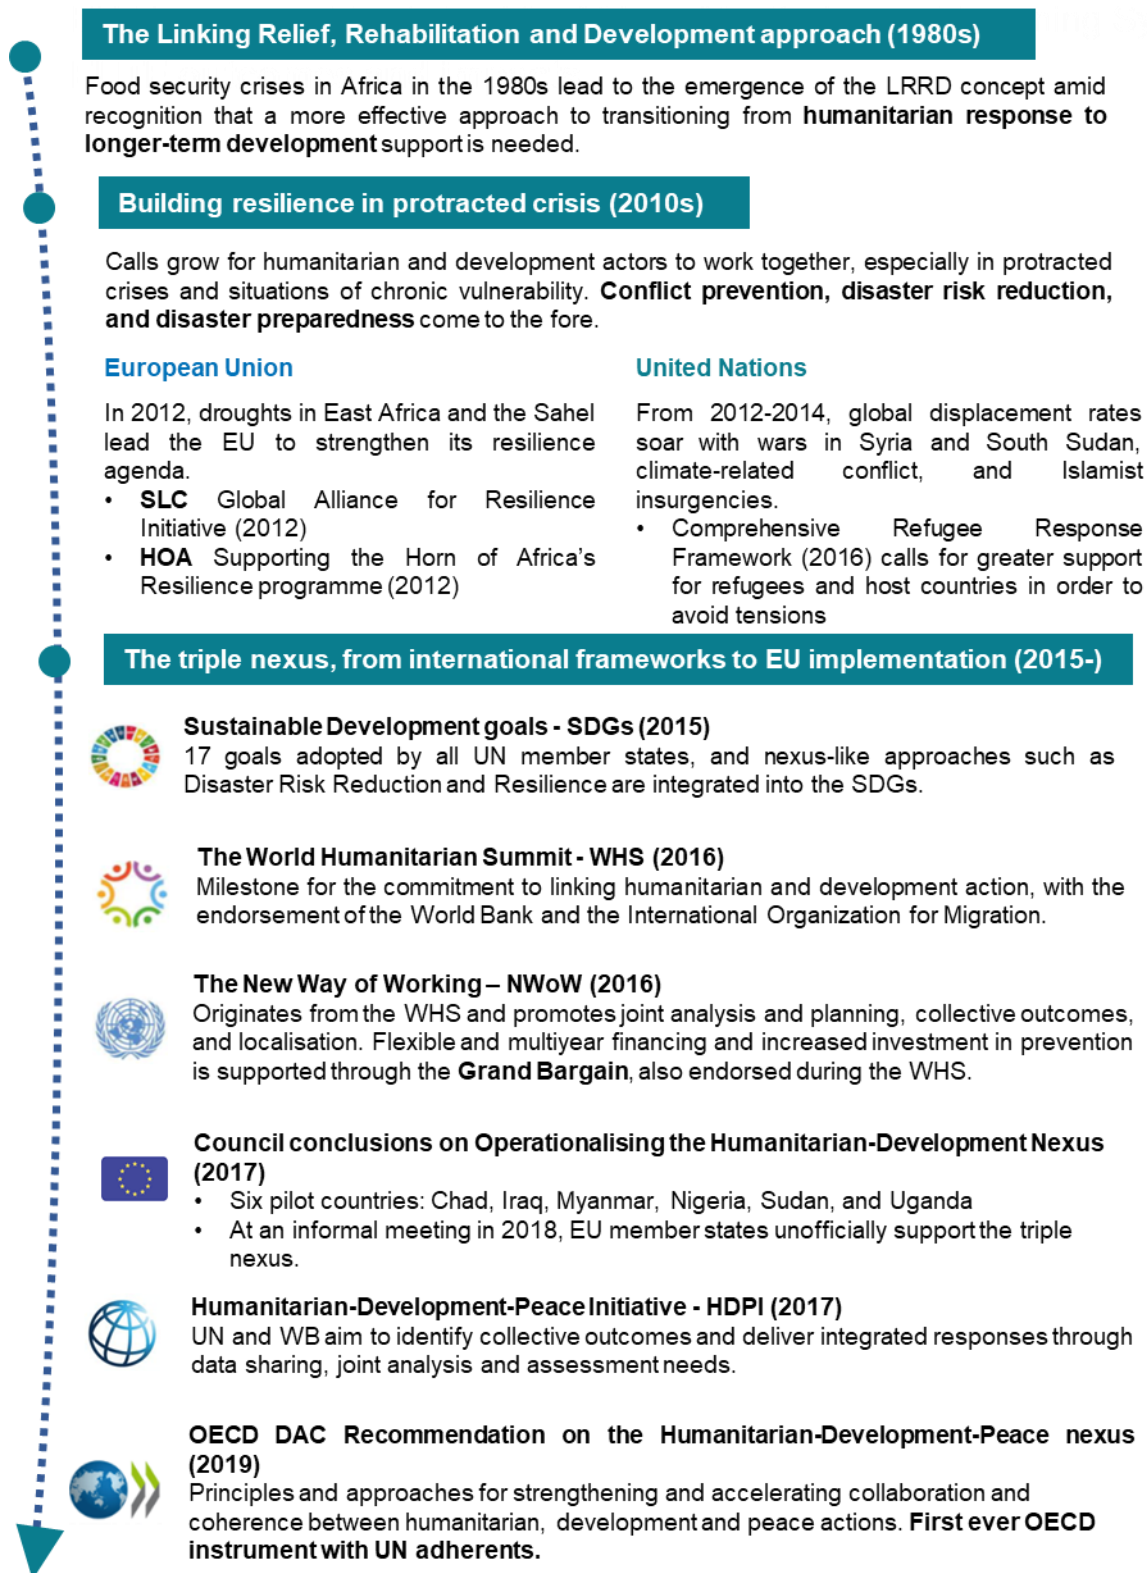 The Linking Relief, Rehabilitation and Development approach (1980s)
Food security crises in Africa in the 1980s lead to the emergence of the LRRD concept amid
recognition that a more effective approach to transitioning from humanitarian response to
longer-term development support is needed.
Building resilience in protracted crisis (2010s)
Calls grow for humanitarian and development actors to work together, especially in protracted
crises and situations of chronic vulnerability. Conflict prevention, disaster risk reduction,
and disaster preparedness come to the fore.
European Union
In 2012, droughts in East Africa and the Sahel
lead the EU to strengthen its resilience
agenda.
• SLC Global Alliance for Resilience
Initiative (2012)
• HOA Supporting the Horn of Africa's
Resilience programme (2012)
United Nations
From 2012-2014, global displacement rates
soar with wars in Syria and South Sudan,
climate-related conflict, and Islamist
insurgencies.
• Comprehensive Refugee Response
Framework (2016) calls for greater support
for refugees and host countries in order to
avoid tensions
The triple nexus, from international frameworks to EU implementation (2015-)
Sustainable Development goals - SDGs (2015)
17 goals adopted by all UN member states, and nexus-like approaches such as
Disaster Risk Reduction and Resilience are integrated into the SDGs.
The World Humanitarian Summit - WHS (2016)
Milestone for the commitment to linking humanitarian and development action, with the
endorsement of the World Bank and the International Organization for Migration.
The New Way of Working – NWoW (2016)
Originates from the WHS and promotes joint analysis and planning, collective outcomes,
and localisation. Flexible and multiyear financing and increased investment in prevention
is supported through the Grand Bargain, also endorsed during the WHS.
Council conclusions on Operationalising the Humanitarian-Development Nexus
(2017)
• Six pilot countries: Chad, Iraq, Myanmar, Nigeria, Sudan, and Uganda
• At an informal meeting in 2018, EU member states unofficially support the triple
nexus.
Humanitarian-Development-Peace Initiative - HDPI (2017)
UN and WB aim to identify collective outcomes and deliver integrated responses through
data sharing, joint analysis and assessment needs.
OECD DAC Recommendation on the Humanitarian-Development-Peace nexus
(2019)
Principles and approaches for strengthening and accelerating collaboration and
coherence between humanitarian, development and peace actions. First ever OECD
instrument with UN adherents.